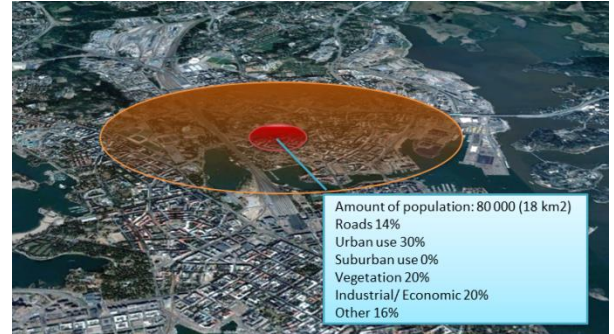 Amount of population: 80 000 (18 km2)
Roads 14%
Urban use 30%
Suburban use 0%
Vegetation 20%
Industrial/ Economic 20%
Other 16%